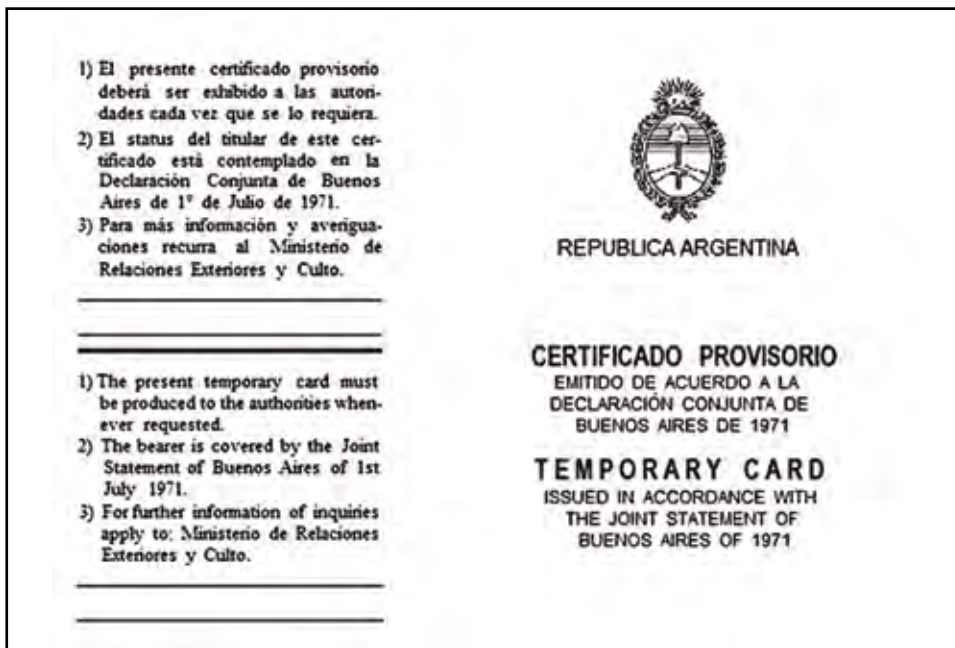 1) El presente certificado provisorio
deberá ser exhibido a las autori-
dades cada vez que se lo requiera.
2) El status del titular de este cer-
tificado está contemplado en la
Declaración Conjunta de Buenos
Aires de 1° de Julio de 1971.
3) Para más información y averigua-
ciones recurra al Ministerio de
Relaciones Exteriores y Culto.
1) The present temporary card must
be produced to the authorities when-
ever requested.
2) The bearer is covered by the Joint
Statement of Buenos Aires of 1st
July 1971.
3) For further information of inquiries
apply to: Ministerio de Relaciones
Exteriores y Culto.
REPUBLICA ARGENTINA
CERTIFICADO PROVISORIO
EMITIDO DE ACUERDO A LA
DECLARACIÓN CONJUNTA DE
BUENOS AIRES DE 1971
TEMPORARY CARD
ISSUED IN ACCORDANCE WITH
THE JOINT STATEMENT OF
BUENOS AIRES OF 1971